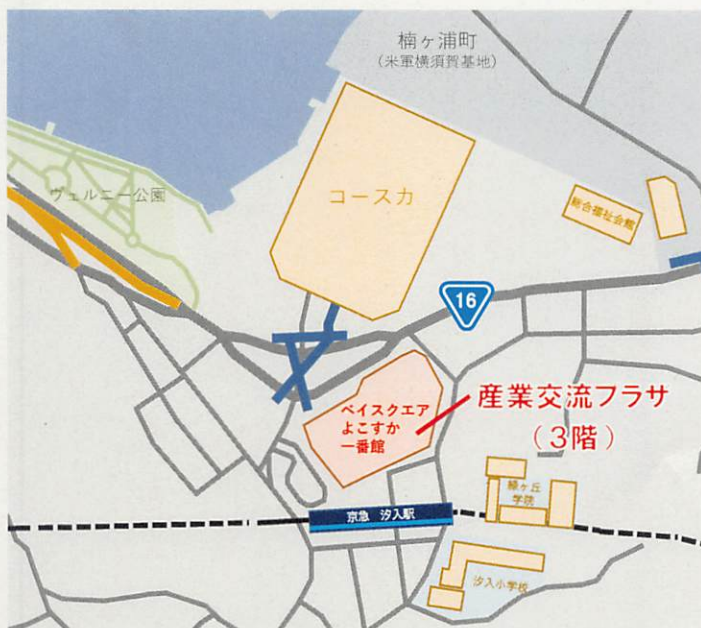 楠ヶ浦町
（米軍横須賀基地）
ヴェルニー公園
コースカ
総合福祉会館
16
ベイスクエア
よこすか
一番館
産業交流フラサ
（3階）
緑ヶ丘
学院
京急 汐入駅
汐入小学校